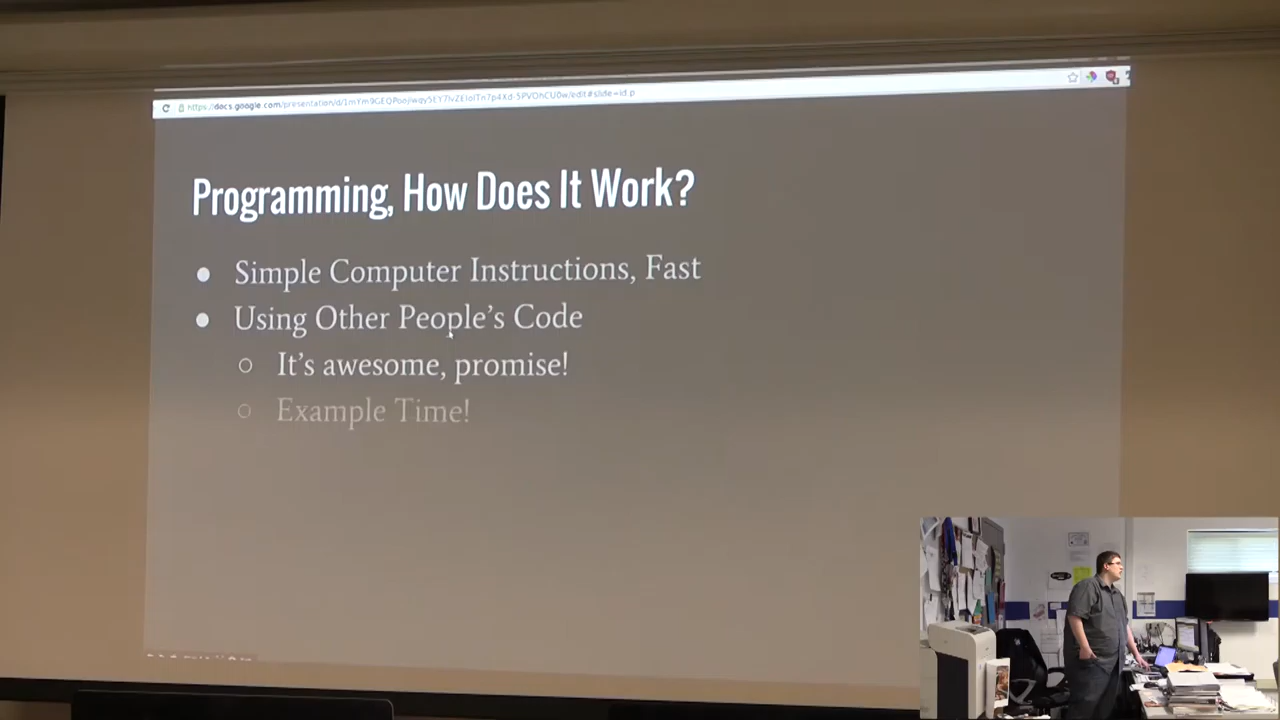 Programming, How Does It Work?
● Simple Computer Instructions, Fast
● Using Other People's Code
○ It's awesome, promise!
○ Example Time!